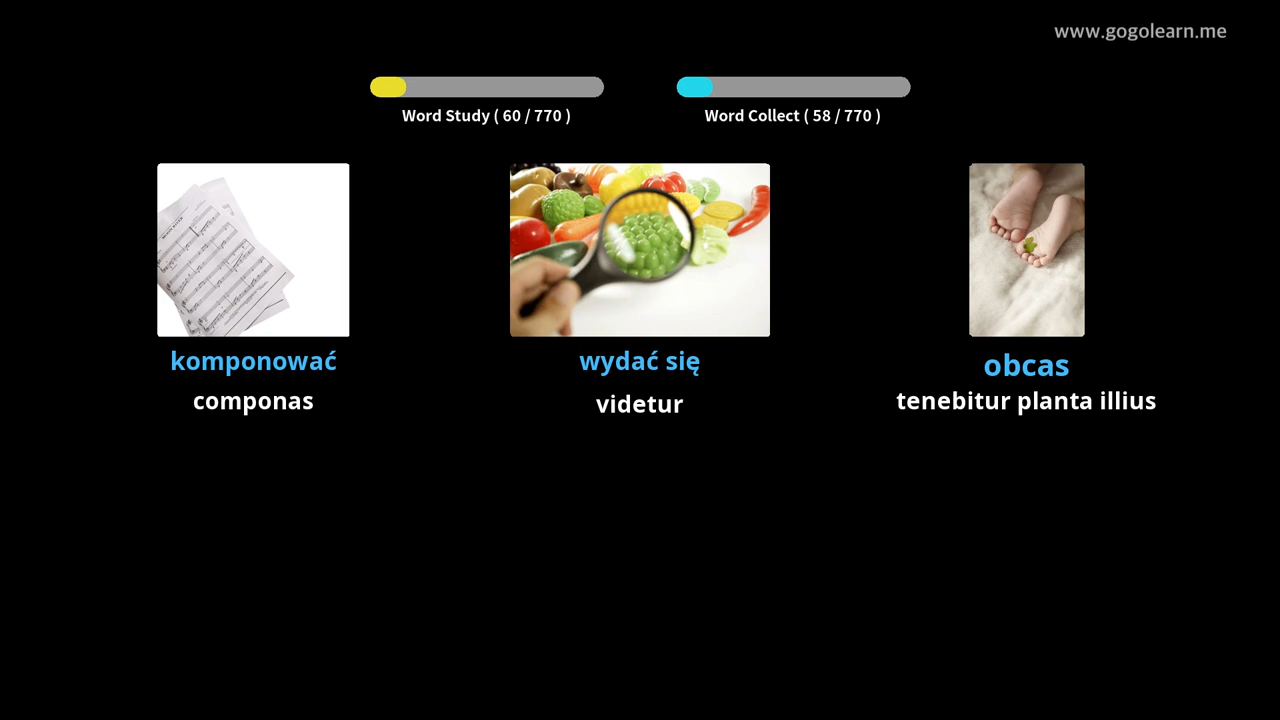 www.gogolearn.me
Word Study ( 60 / 770 )
Word Collect ( 58 / 770 )
komponować
wydać się
obcas
componas
videtur
tenebitur planta illius